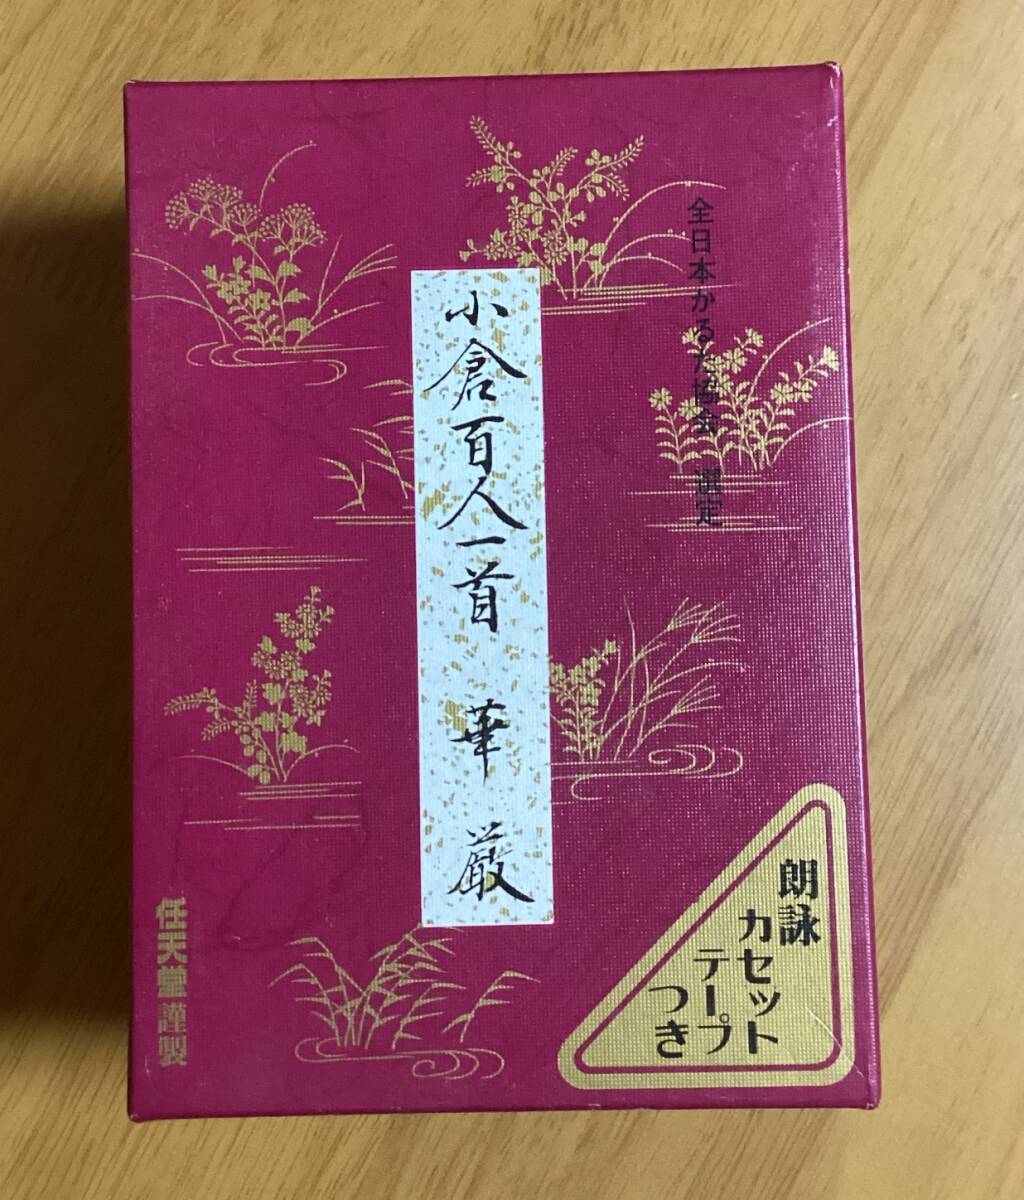 全日本かるた協会 選定
小倉百人一首 華厳
朗詠
カセット
テープ
つき
任天堂謹製